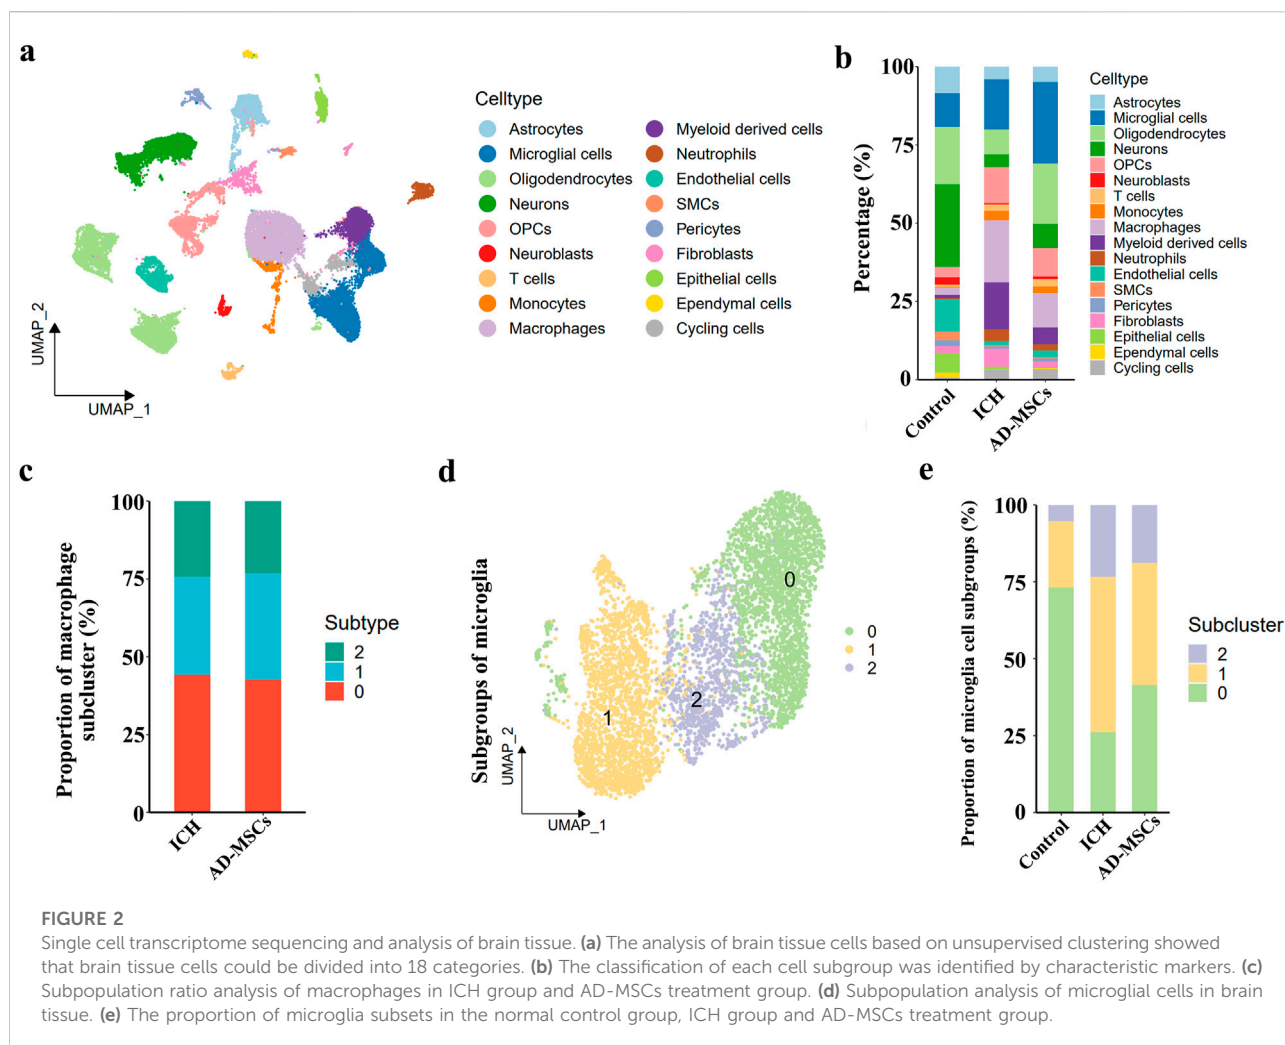 a
Celltype
Astrocytes
Microglial cells
Oligodendrocytes
Neurons
OPCs
Neuroblasts
T cells
Monocytes
Macrophages
Myeloid derived cells
Neutrophils
Endothelial cells
SMCs
Pericytes
Fibroblasts
Epithelial cells
Ependymal cells
Cycling cells
UMAP_2
UMAP_1
b
Percentage (%)
100
75
50
25
0
Control
ICH
AD-MSCs
Celltype
Astrocytes
Microglial cells
Oligodendrocytes
Neurons
OPCs
Neuroblasts
T cells
Monocytes
Macrophages
Myeloid derived cells
Neutrophils
Endothelial cells
SMCs
Pericytes
Fibroblasts
Epithelial cells
Ependymal cells
Cycling cells
c
Proportion of macrophage
subcluster (%)
100
75
50
25
0
ICH
AD-MSCs
Subtype
2
1
0
d
Subgroups of microglia
UMAP_2
UMAP_1
0
1
2
0
1
2
e
Proportion of microglia cell subgroups (%)
100
75
50
25
0
Control
ICH
AD-MSCs
Subcluster
2
1
0
FIGURE 2
Single cell transcriptome sequencing and analysis of brain tissue. (a) The analysis of brain tissue cells based on unsupervised clustering showed
that brain tissue cells could be divided into 18 categories. (b) The classification of each cell subgroup was identified by characteristic markers. (c)
Subpopulation ratio analysis of macrophages in ICH group and AD-MSCs treatment group. (d) Subpopulation analysis of microglial cells in brain
tissue. (e) The proportion of microglia subsets in the normal control group, ICH group and AD-MSCs treatment group.